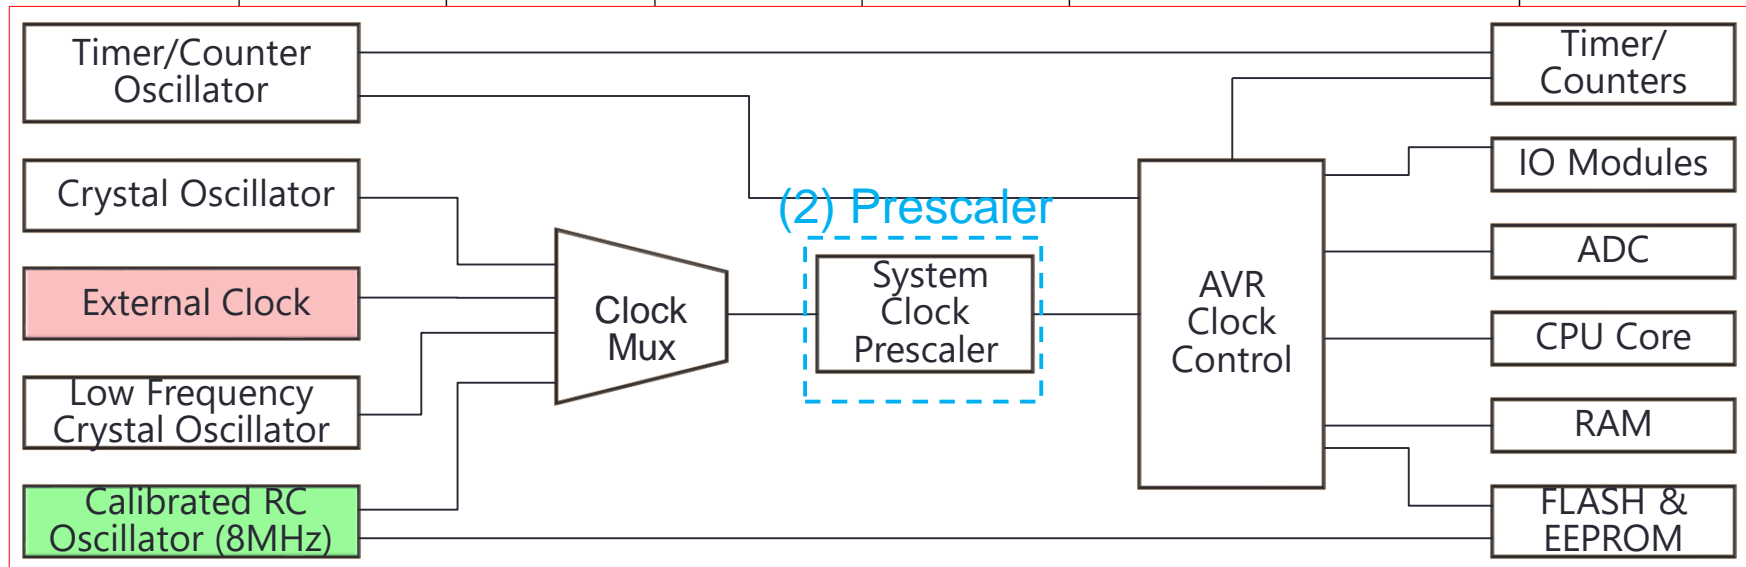 Timer/Counter
Oscillator
Crystal Oscillator
External Clock
Low Frequency
Crystal Oscillator
Calibrated RC
Oscillator (8MHz)
Clock
Mux
(2) Prescaler
System
Clock
Prescaler
AVR
Clock
Control
Timer/
Counters
IO Modules
ADC
CPU Core
RAM
FLASH &
EEPROM